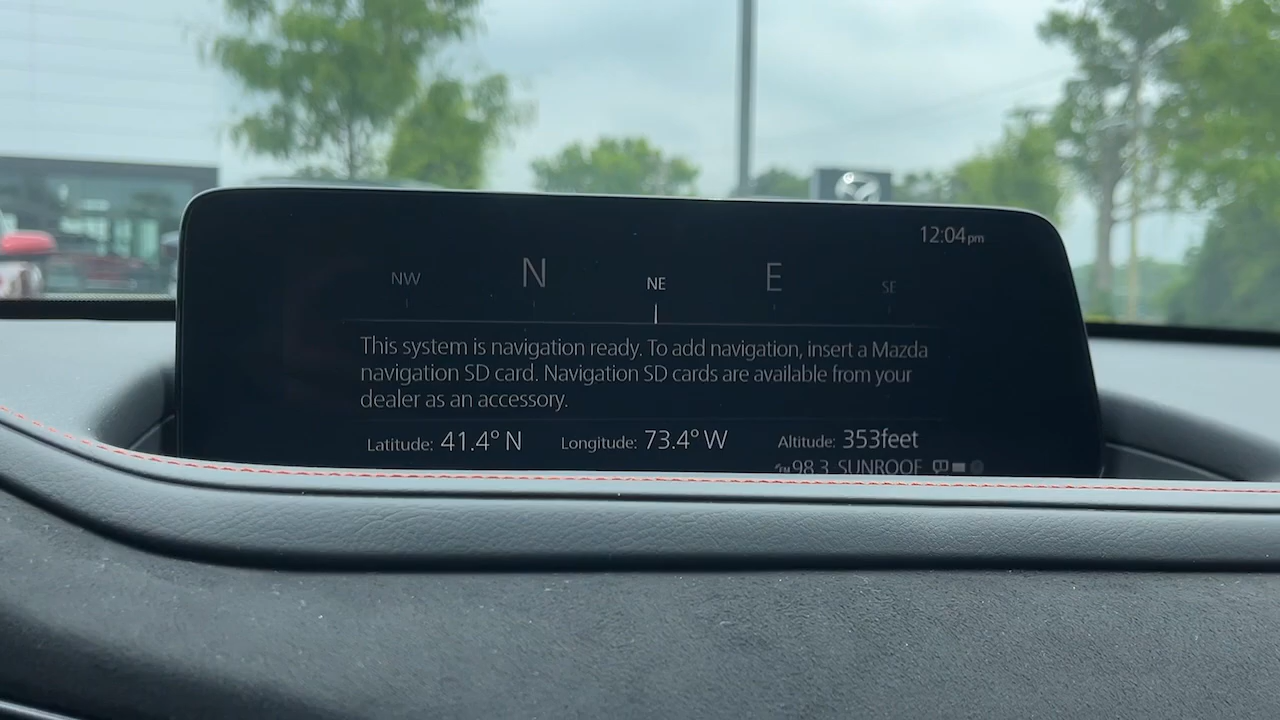 12:04pm
NW N NE E SE
This system is navigation ready. To add navigation, insert a Mazda
navigation SD card. Navigation SD cards are available from your
dealer as an accessory.
Latitude: 41.4° N Longitude: 73.4° W Altitude: 353feet
FM 98.3 SUNROOF